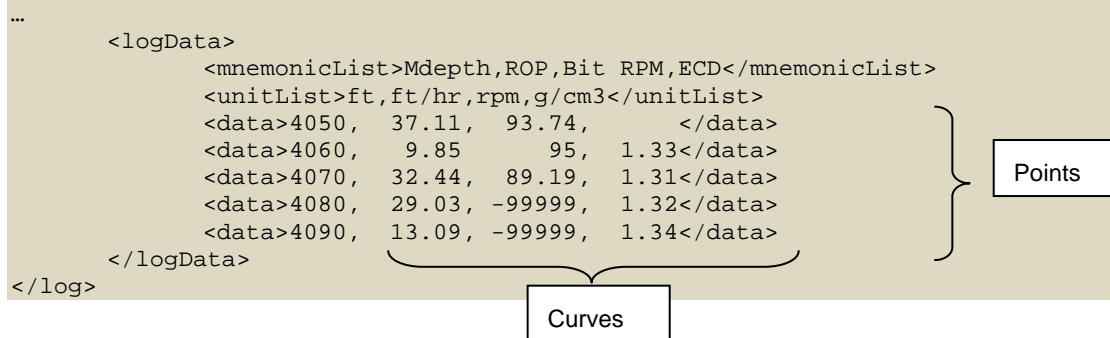 …
<logData>
<mnemonicList>Mdepth,ROP,Bit RPM,ECD</mnemonicList>
<unitList>ft,ft/hr,rpm,g/cm3</unitList>
<data>4050, 37.11, 93.74,      </data>
<data>4060,  9.85     95, 1.33</data>
<data>4070, 32.44, 89.19, 1.31</data>
<data>4080, 29.03, -99999, 1.32</data>
<data>4090, 13.09, -99999, 1.34</data>
</logData>
</log>
Points
Curves